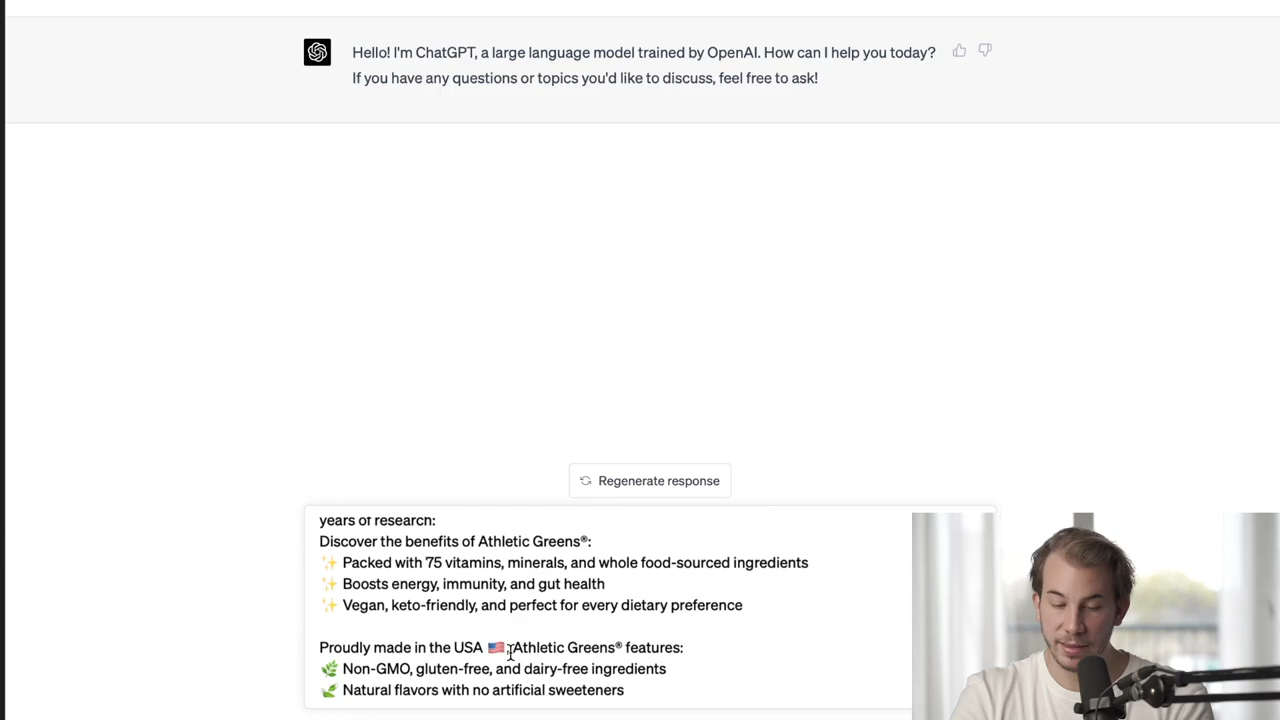 Hello! I'm ChatGPT, a large language model trained by OpenAI. How can I help you today?
If you have any questions or topics you'd like to discuss, feel free to ask!
Regenerate response
years of research:
Discover the benefits of Athletic Greens®:
✨ Packed with 75 vitamins, minerals, and whole food-sourced ingredients
✨ Boosts energy, immunity, and gut health
✨ Vegan, keto-friendly, and perfect for every dietary preference
Proudly made in the USA 🇺🇸, Athletic Greens® features:
🌿 Non-GMO, gluten-free, and dairy-free ingredients
🍃 Natural flavors with no artificial sweeteners